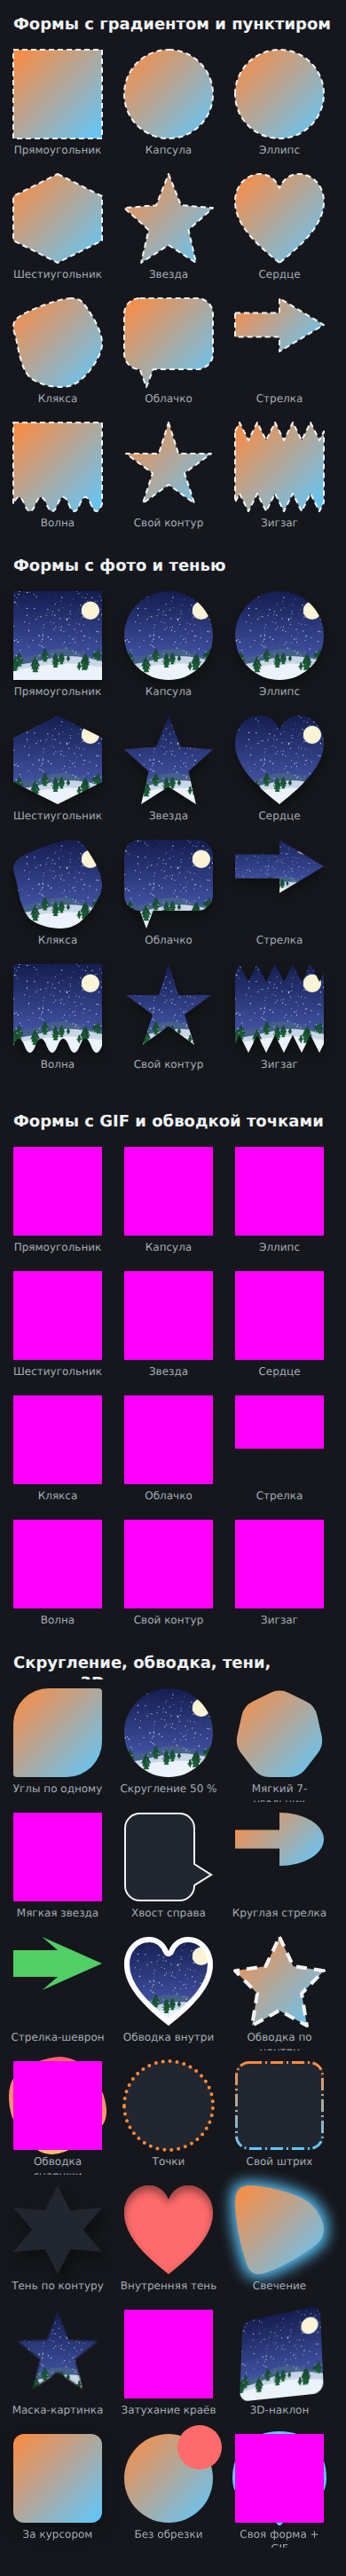 Формы с градиентом и пунктиром
Прямоугольник
Капсула
Эллипс
Шестиугольник
Звезда
Сердце
Клякса
Облачко
Стрелка
Волна
Свой контур
Зигзаг
Формы с фото и тенью
Прямоугольник
Капсула
Эллипс
Шестиугольник
Звезда
Сердце
Клякса
Облачко
Стрелка
Волна
Свой контур
Зигзаг
Формы с GIF и обводкой точками
Прямоугольник
Капсула
Эллипс
Шестиугольник
Звезда
Сердце
Клякса
Облачко
Стрелка
Волна
Свой контур
Зигзаг
Скругление, обводка, тени,
Углы по одному
Скругление 50 %
Мягкий 7-
Мягкая звезда
Хвост справа
Круглая стрелка
Стрелка-шеврон
Обводка внутри
Обводка по
Обводка
Точки
Свой штрих
Тень по контуру
Внутренняя тень
Свечение
Маска-картинка
Затухание краёв
3D-наклон
За курсором
Без обрезки
Своя форма +